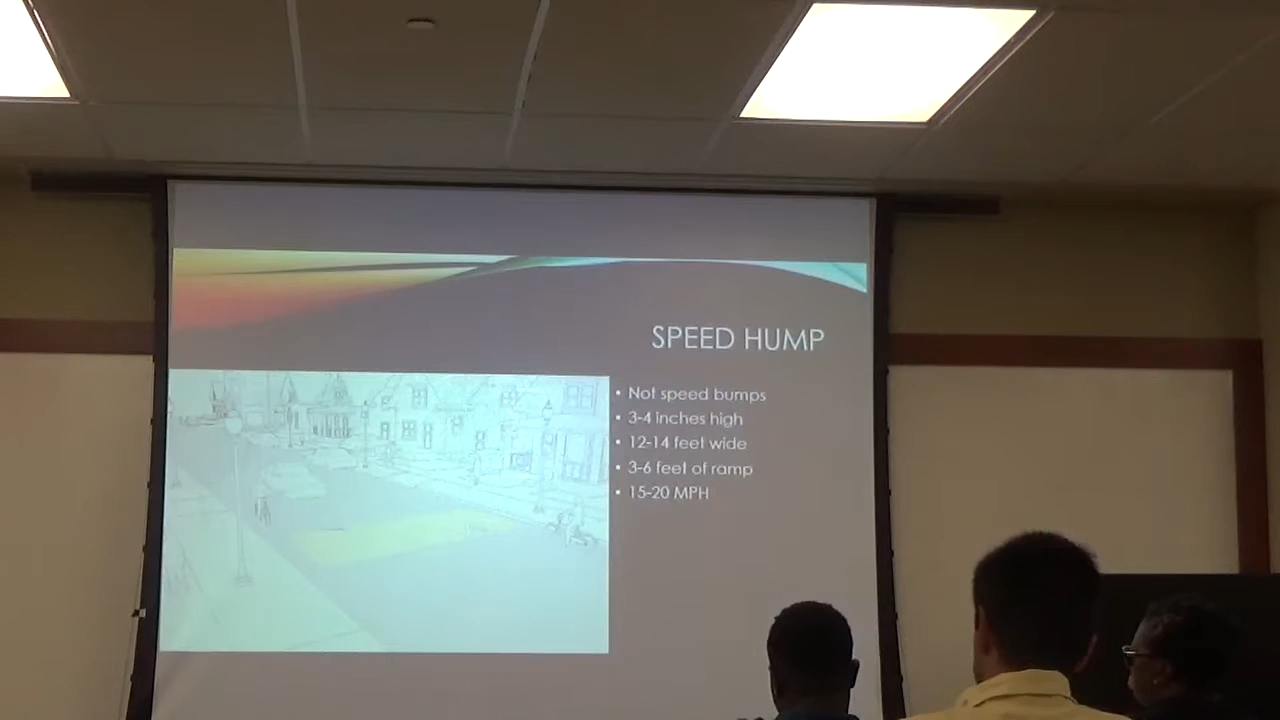 SPEED HUMP
• Not speed bumps
• 3-4 inches high
• 12-14 feet wide
• 3-6 feet of ramp
• 15-20 MPH